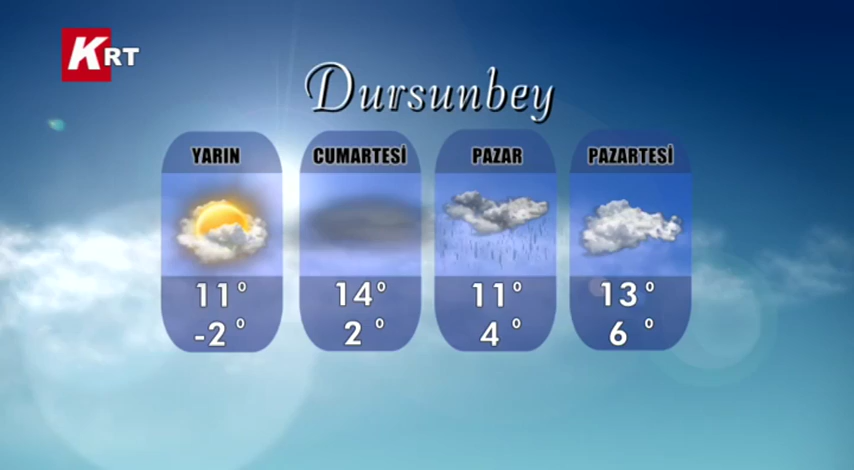 KRT
Dursunbey
YARIN
CUMARTESİ
PAZAR
PAZARTESİ
11°
14°
11°
13°
-2°
2°
4°
6°